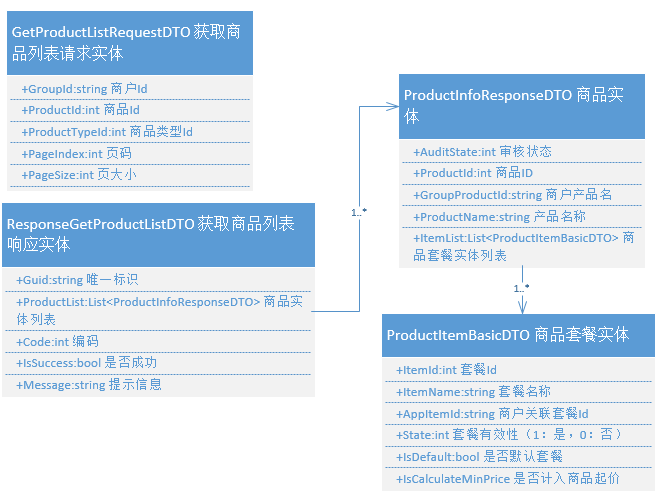 GetProductListRequestDTO 获取商
品列表请求实体
+GroupId:string 商户Id
+ProductId:int 商品Id
+ProductTypeId:int 商品类型Id
+PageIndex:int 页码
+PageSize:int 页大小
ResponseGetProductListDTO 获取商品列表
响应实体
+Guid:string 唯一标识
+ProductList:List<ProductInfoResponseDTO> 商品实
体列表
+Code:int 编码
+IsSuccess:bool 是否成功
+Message:string 提示信息
1..*
ProductInfoResponseDTO 商品实
体
+AuditState:int 审核状态
+ProductId:int 商品ID
+GroupProductId:string 商户产品名
+ProductName:string 产品名称
+ItemList:List<ProductItemBasicDTO> 商
品套餐实体列表
1..*
ProductItemBasicDTO 商品套餐实体
+ItemId:int 套餐Id
+ItemName:string 套餐名称
+AppItemId:string 商户关联套餐Id
+State:int 套餐有效性（1：是，0：否）
+IsDefault:bool 是否默认套餐
+IsCalculateMinPrice 是否计入商品起价